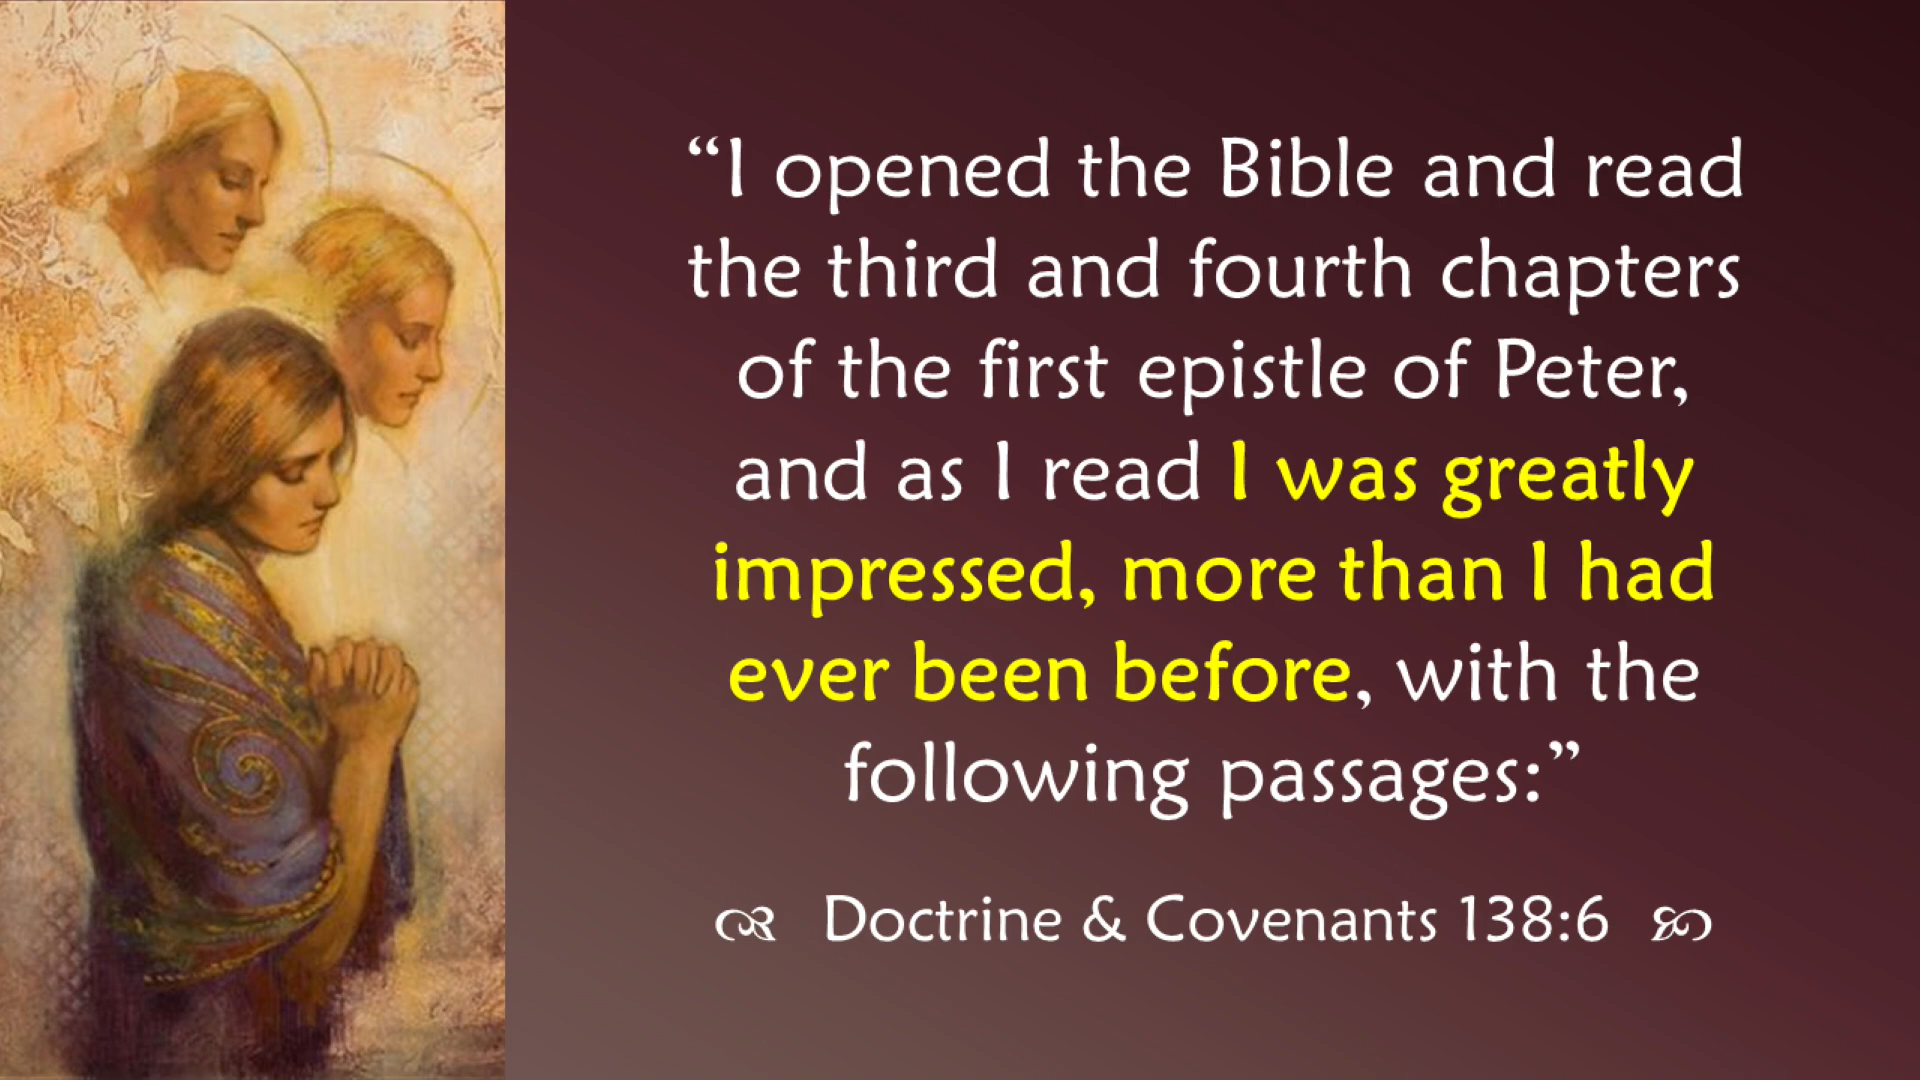 “I opened the Bible and read
the third and fourth chapters
of the first epistle of Peter,
and as I read I was greatly
impressed, more than I had
ever been before, with the
following passages:”
Doctrine & Covenants 138:6